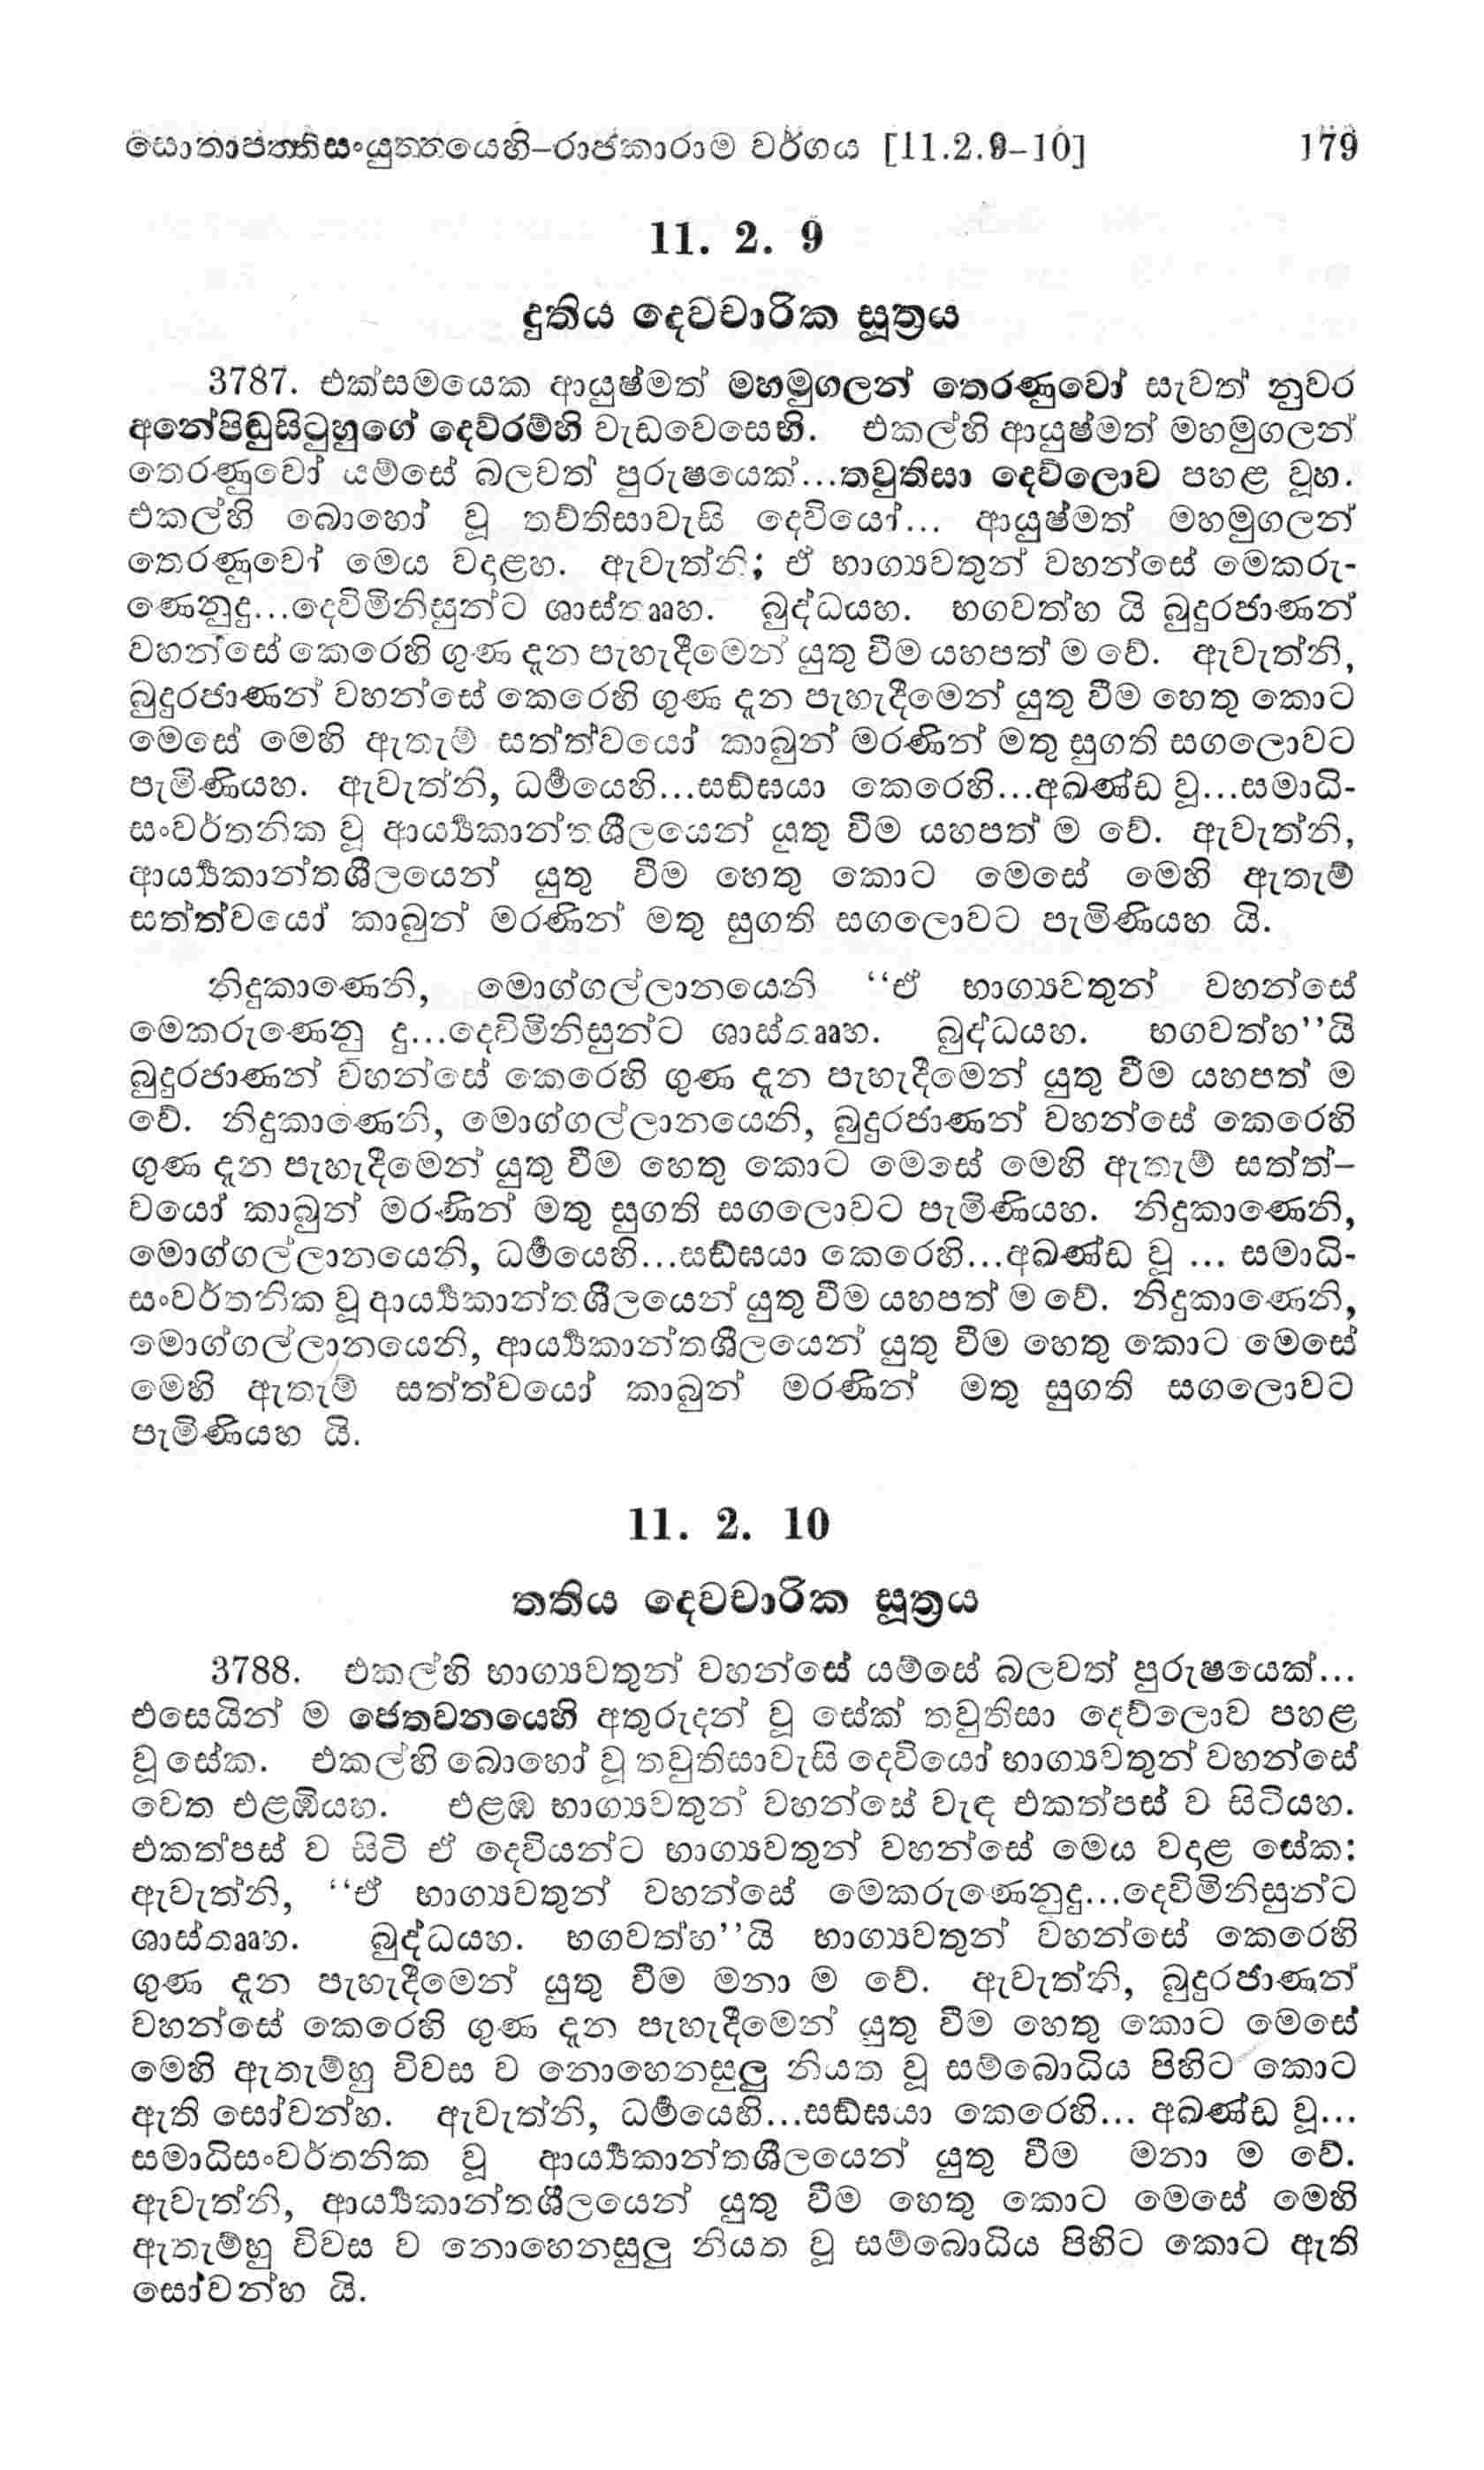 සොතාපත්තිසංයුත්තයෙහි–රාජකාරාම වර්ගය [11.2.9–10] 179
11. 2. 9
දුතිය දෙවචාරික සූත්‍රය
3787. එක්සමයෙක ආයුෂ්මත් මහමුගලන් තෙරණුවෝ සැවත් නුවර
අනේපිඬුසිටුහුගේ දෙව්රම්හි වැඩවෙසෙති. එකල්හි ආයුෂ්මත් මහමුගලන්
තෙරණුවෝ යම්සේ බලවත් පුරුෂයෙක්...තවුතිසා දෙව්ලොව පහළ වූහ.
එකල්හි බොහෝ වූ තව්තිසාවැසි දෙවියෝ... ආයුෂ්මත් මහමුගලන්
තෙරණුවෝ මෙය වදාළහ. ඇවැත්නි; ඒ භාග්‍යවතුන් වහන්සේ මෙකරු-
ණෙනුදු...දෙවිමිනිසුන්ට ශාස්තෲහ. බුද්ධයහ. භගවත්හ යි බුදුරජාණන්
වහන්සේ කෙරෙහි ගුණ දැන පැහැදීමෙන් යුතු වීම යහපත් ම වේ. ඇවැත්නි,
බුදුරජාණන් වහන්සේ කෙරෙහි ගුණ දැන පැහැදීමෙන් යුතු වීම හෙතු කොට
මෙසේ මෙහි ඇතැම් සත්ත්වයෝ කාබුන් මරණින් මතු සුගති සගලොවට
පැමිණියහ. ඇවැත්නි, ධර්‍මයෙහි...සඞ්ඝයා කෙරෙහි...අඛණ්ඩ වූ...සමාධි-
සංවර්තනික වූ ආර්‍ය්‍යකාන්තශීලයෙන් යුතු වීම යහපත් ම වේ. ඇවැත්නි,
ආර්‍ය්‍යකාන්තශීලයෙන් යුතු වීම හෙතු කොට මෙසේ මෙහි ඇතැම්
සත්ත්වයෝ කාබුන් මරණින් මතු සුගති සගලොවට පැමිණියහ යි.
නිදුකාණෙනි, මොග්ගල්ලානයෙනි “ඒ භාග්‍යවතුන් වහන්සේ
මෙකරුණෙනු දු...දෙවිමිනිසුන්ට ශාස්තෲහ. බුද්ධයහ. භගවත්හ”යි
බුදුරජාණන් වහන්සේ කෙරෙහි ගුණ දැන පැහැදීමෙන් යුතු වීම යහපත් ම
වේ. නිදුකාණෙනි, මොග්ගල්ලානයෙනි, බුදුරජාණන් වහන්සේ කෙරෙහි
ගුණ දැන පැහැදීමෙන් යුතු වීම හෙතු කොට මෙසේ මෙහි ඇතැම් සත්ත්–
වයෝ කාබුන් මරණින් මතු සුගති සගලොවට පැමිණියහ. නිදුකාණෙනි,
මොග්ගල්ලානයෙනි, ධර්‍මයෙහි...සඞ්ඝයා කෙරෙහි...අඛණ්ඩ වූ ... සමාධි-
සංවර්තනික වූ ආර්‍ය්‍යකාන්තශීලයෙන් යුතු වීම යහපත් ම වේ. නිදුකාණෙනි,
මොග්ගල්ලානයෙනි, ආර්‍ය්‍යකාන්තශීලයෙන් යුතු වීම හෙතු කොට මෙසේ
මෙහි ඇතැම් සත්ත්වයෝ කාබුන් මරණින් මතු සුගති සගලොවට
පැමිණියහ යි.
11. 2. 10
තතිය දෙවචාරික සූත්‍රය
3788. එකල්හි භාග්‍යවතුන් වහන්සේ යම්සේ බලවත් පුරුෂයෙක්...
එසෙයින් ම ජෙතවනයෙහි අතුරුදන් වූ සේක් තවුතිසා දෙව්ලොව පහළ
වූ සේක. එකල්හි බොහෝ වූ තවුතිසාවැසි දෙවියෝ භාග්‍යවතුන් වහන්සේ
වෙත එළඹියහ. එළඹ භාග්‍යවතුන් වහන්සේ වැඳ එකත්පස් ව සිටියහ.
එකත්පස් ව සිටි ඒ දෙවියන්ට භාග්‍යවතුන් වහන්සේ මෙය වදාළ සේක:
ඇවැත්නි, “ඒ භාග්‍යවතුන් වහන්සේ මෙකරුණෙනුදු...දෙවිමිනිසුන්ට
ශාස්තෲහ. බුද්ධයහ. භගවත්හ”යි භාග්‍යවතුන් වහන්සේ කෙරෙහි
ගුණ දැන පැහැදීමෙන් යුතු වීම මනා ම වේ. ඇවැත්නි, බුදුරජාණන්
වහන්සේ කෙරෙහි ගුණ දැන පැහැදීමෙන් යුතු වීම හෙතු කොට මෙසේ
මෙහි ඇතැම්හු විවස ව නොහෙනසුලු නියත වූ සම්බොධිය පිහිට කොට
ඇති සෝවන්හ. ඇවැත්නි, ධර්‍මයෙහි...සඞ්ඝයා කෙරෙහි... අඛණ්ඩ වූ...
සමාධිසංවර්තනික වූ ආර්‍ය්‍යකාන්තශීලයෙන් යුතු වීම මනා ම වේ.
ඇවැත්නි, ආර්‍ය්‍යකාන්තශීලයෙන් යුතු වීම හෙතු කොට මෙසේ මෙහි
ඇතැම්හු විවස ව නොහෙනසුලු නියත වූ සම්බොධිය පිහිට කොට ඇති
සෝවන්හ යි.